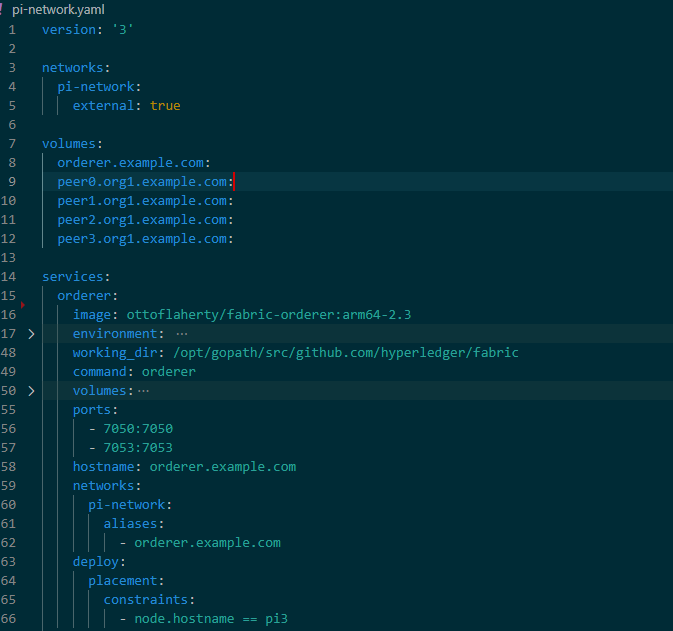 ! pi-network.yaml
1 version: '3'
2
3 networks:
4   pi-network:
5     external: true
6
7 volumes:
8   orderer.example.com:
9   peer0.org1.example.com:
10   peer1.org1.example.com:
11   peer2.org1.example.com:
12   peer3.org1.example.com:
13
14 services:
15   orderer:
16     image: ottoflaherty/fabric-orderer:arm64-2.3
17 >     environment: ···
48     working_dir: /opt/gopath/src/github.com/hyperledger/fabric
49     command: orderer
50 >     volumes:···
55     ports:
56       - 7050:7050
57       - 7053:7053
58     hostname: orderer.example.com
59     networks:
60       pi-network:
61         aliases:
62           - orderer.example.com
63     deploy:
64       placement:
65         constraints:
66           - node.hostname == pi3